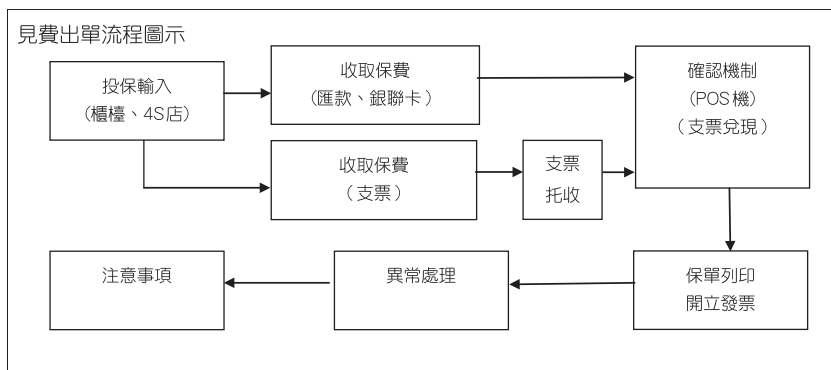 見費出單流程圖示
投保輸入
(櫃檯、4S店)
收取保費
(匯款、銀聯卡)
確認機制
(POS機)
(支票兌現)
收取保費
(支票)
支票
托收
注意事項
異常處理
保單列印
開立發票